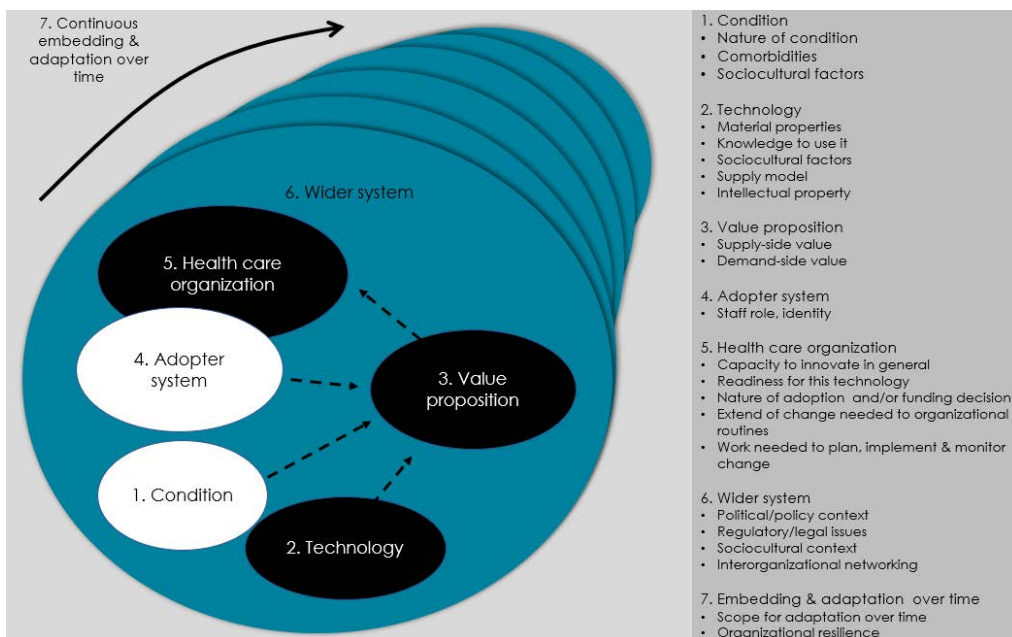 7. Continuous
embedding &
adaptation over
time
6. Wider system
5. Health care
organization
4. Adopter
system
3. Value
proposition
1. Condition
2. Technology
1. Condition
• Nature of condition
• Comorbidities
• Sociocultural factors
2. Technology
• Material properties
• Knowledge to use it
• Sociocultural factors
• Supply model
• Intellectual property
3. Value proposition
• Supply-side value
• Demand-side value
4. Adopter system
• Staff role, identity
5. Health care organization
• Capacity to innovate in general
• Readiness for this technology
• Nature of adoption and/or funding decision
• Extend of change needed to organizational
routines
• Work needed to plan, implement & monitor
change
6. Wider system
• Political/policy context
• Regulatory/legal issues
• Sociocultural context
• Interorganizational networking
7. Embedding & adaptation over time
• Scope for adaptation over time
• Organizational resilience